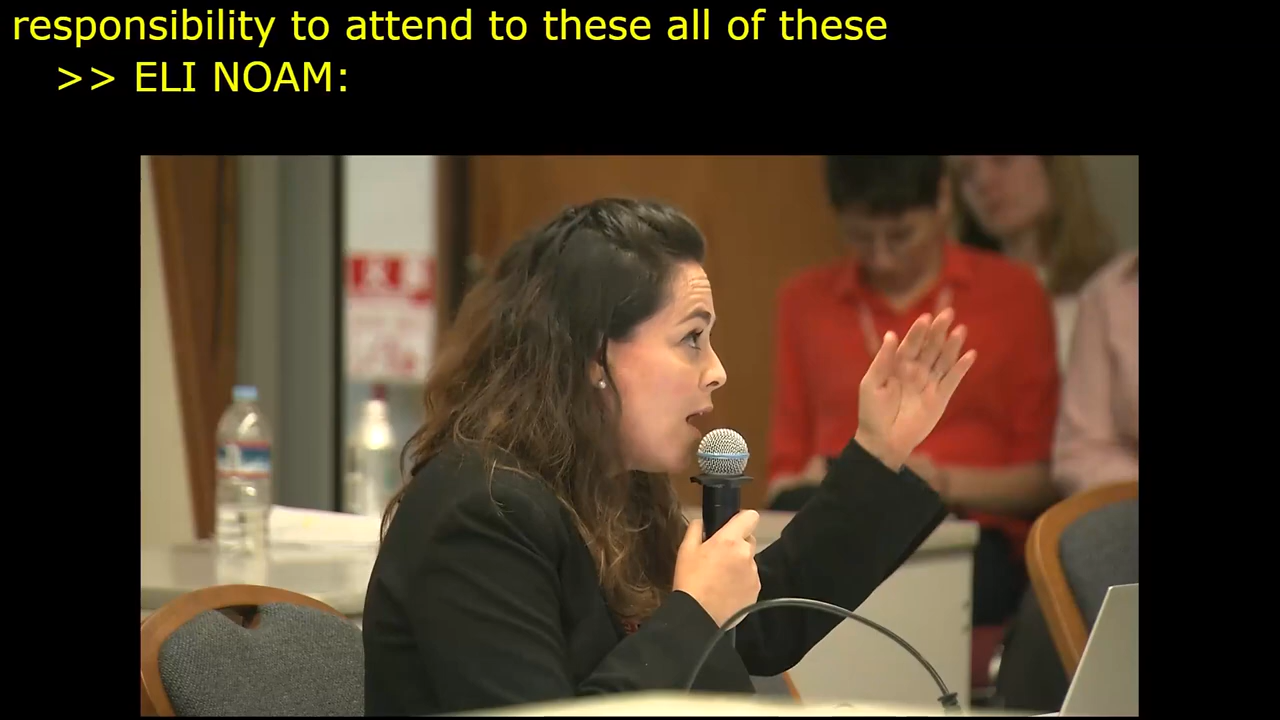 responsibility to attend to these all of these
>> ELI NOAM: